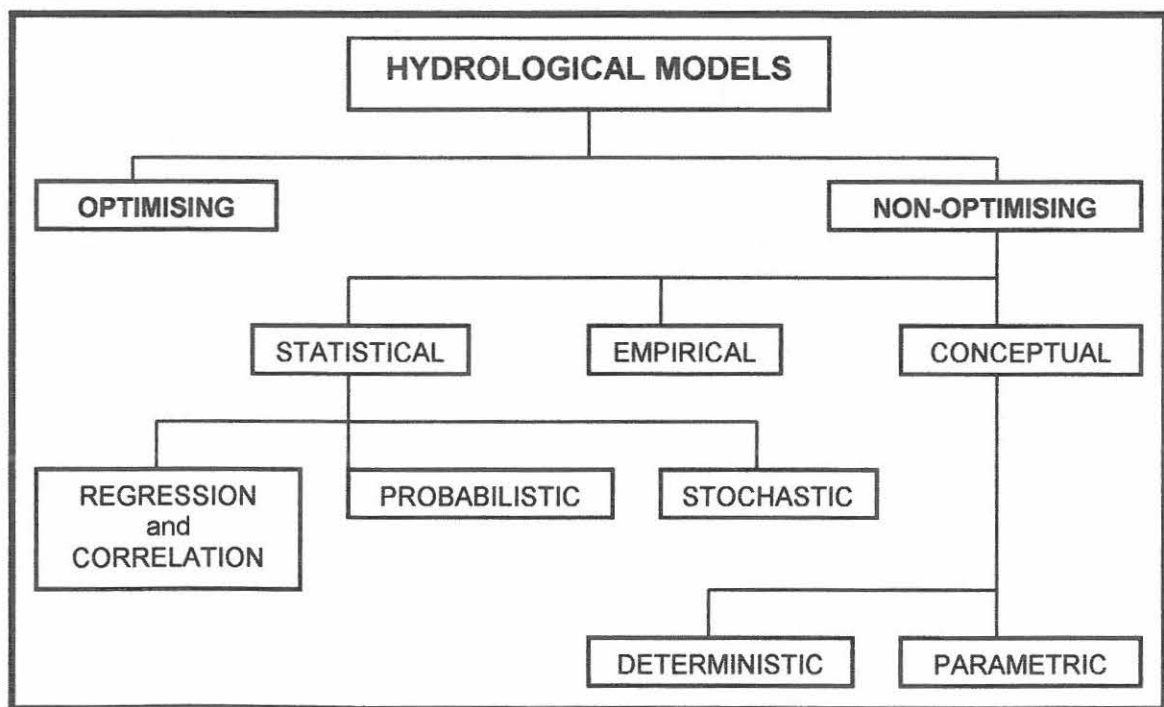 HYDROLOGICAL MODELS
OPTIMISING
NON-OPTIMISING
STATISTICAL
EMPIRICAL
CONCEPTUAL
REGRESSION
and
CORRELATION
PROBABILISTIC
STOCHASTIC
DETERMINISTIC
PARAMETRIC